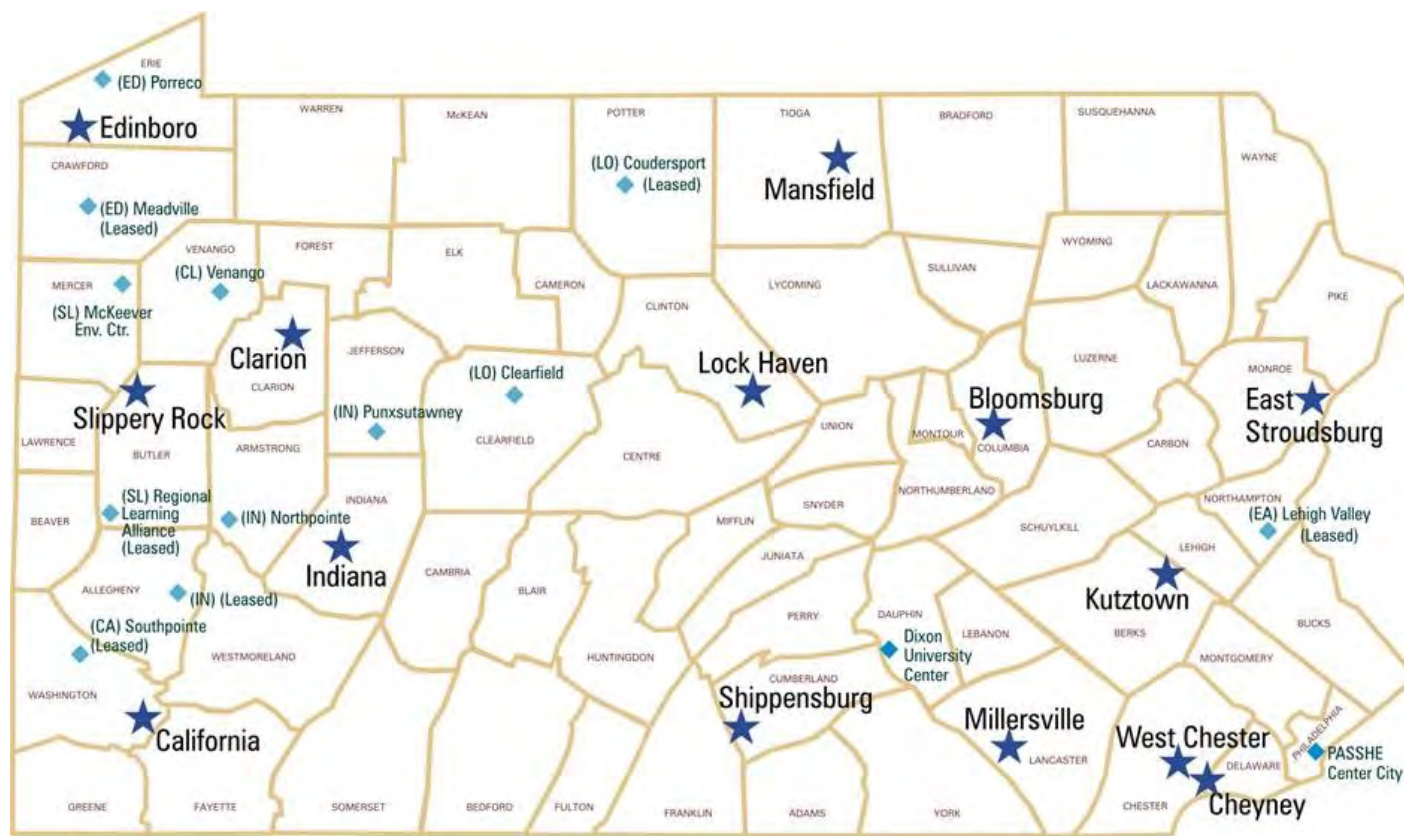 ERIE
(ED) Porreco
Edinboro
WARREN
McKEAN
POTTER
TIOGA
BRADFORD
SUSQUEHANNA
WAYNE
CRAWFORD
(ED) Meadville
(Leased)
(LO) Coudersport
(Leased)
Mansfield
VENANGO
(CL) Venango
FOREST
ELK
CAMERON
CLINTON
LYCOMING
SULLIVAN
WYOMING
LACKAWANNA
PIKE
MERCER
(SL) McKeever
Env. Ctr.
Clarion
CLARION
JEFFERSON
(LO) Clearfield
CLEARFIELD
Lock Haven
LUZERNE
MONROE
East
Stroudsburg
Slippery Rock
LAWRENCE
BUTLER
ARMSTRONG
(IN) Punxsutawney
CENTRE
UNION
MONTOUR
Bloomsburg
COLUMBIA
CARBON
BEAVER
(SL) Regional
Learning
Alliance
(Leased)
(IN) Northpointe
INDIANA
Indiana
MIFFLIN
SNYDER
NORTHUMBERLAND
SCHUYLKILL
NORTHAMPTON
(EA) Lehigh Valley
(Leased)
LEHIGH
ALLEGHENY
(IN) (Leased)
CAMBRIA
BLAIR
JUNIATA
PERRY
DAUPHIN
LEBANON
Kutztown
BERKS
BUCKS
(CA) Southpointe
(Leased)
WESTMORELAND
HUNTINGDON
Dixon
University
Center
MONTGOMERY
WASHINGTON
California
CUMBERLAND
Shippensburg
Millersville
LANCASTER
West Chester
DELAWARE
PHILADELPHIA
PASSHE
Center City
Cheyney
CHESTER
GREENE
FAYETTE
SOMERSET
BEDFORD
FULTON
FRANKLIN
ADAMS
YORK